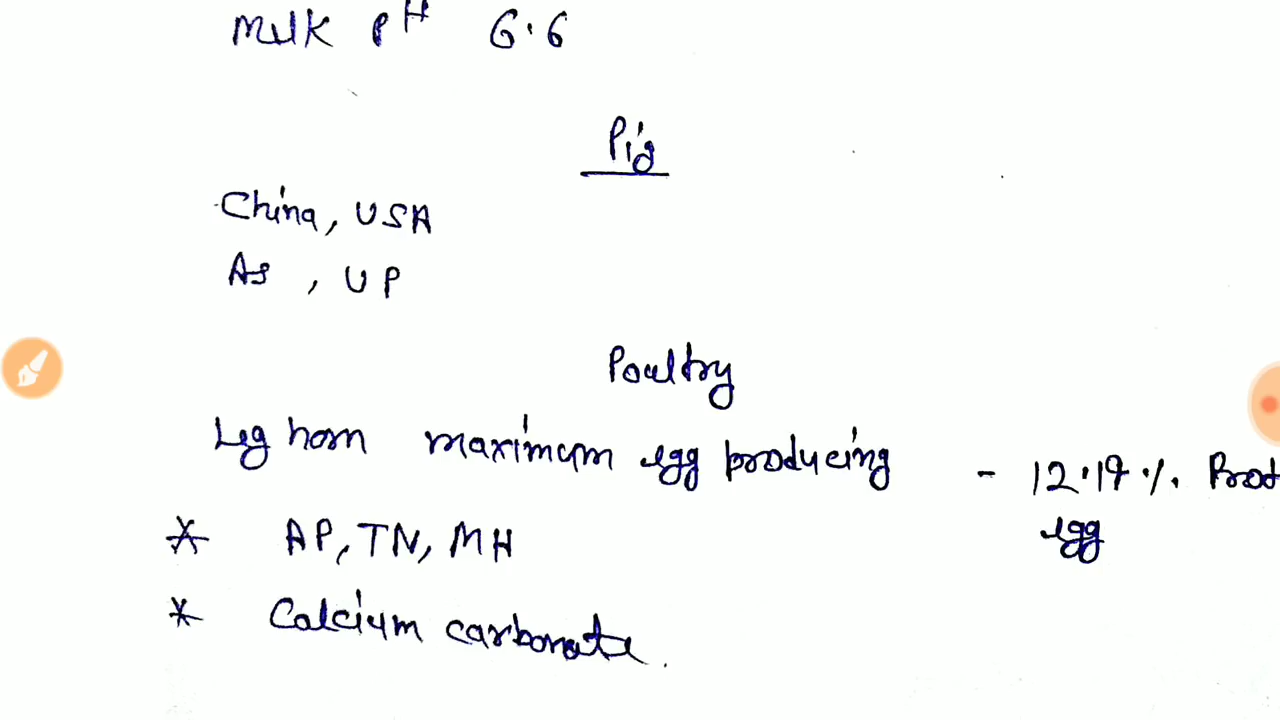 Milk PH 6.6
Pig
China, USA
As, UP
Poultry
Leg horn maximum egg producing - 12.19 %. Prot
egg
* AP, TN, MH
* Calcium carbonate.